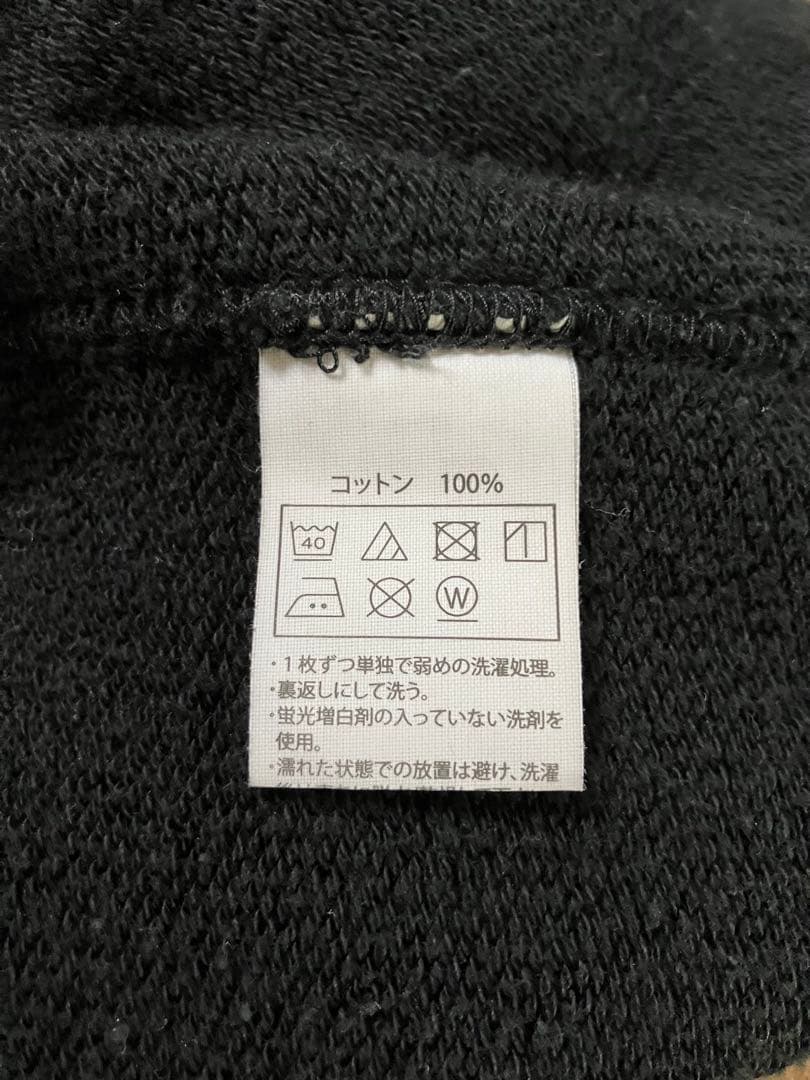 コットン 100%
40
W
・1枚ずつ単独で弱めの洗濯処理。
・裏返しにして洗う。
・蛍光増白剤の入っていない洗剤を
使用。
・濡れた状態での放置は避け、洗濯